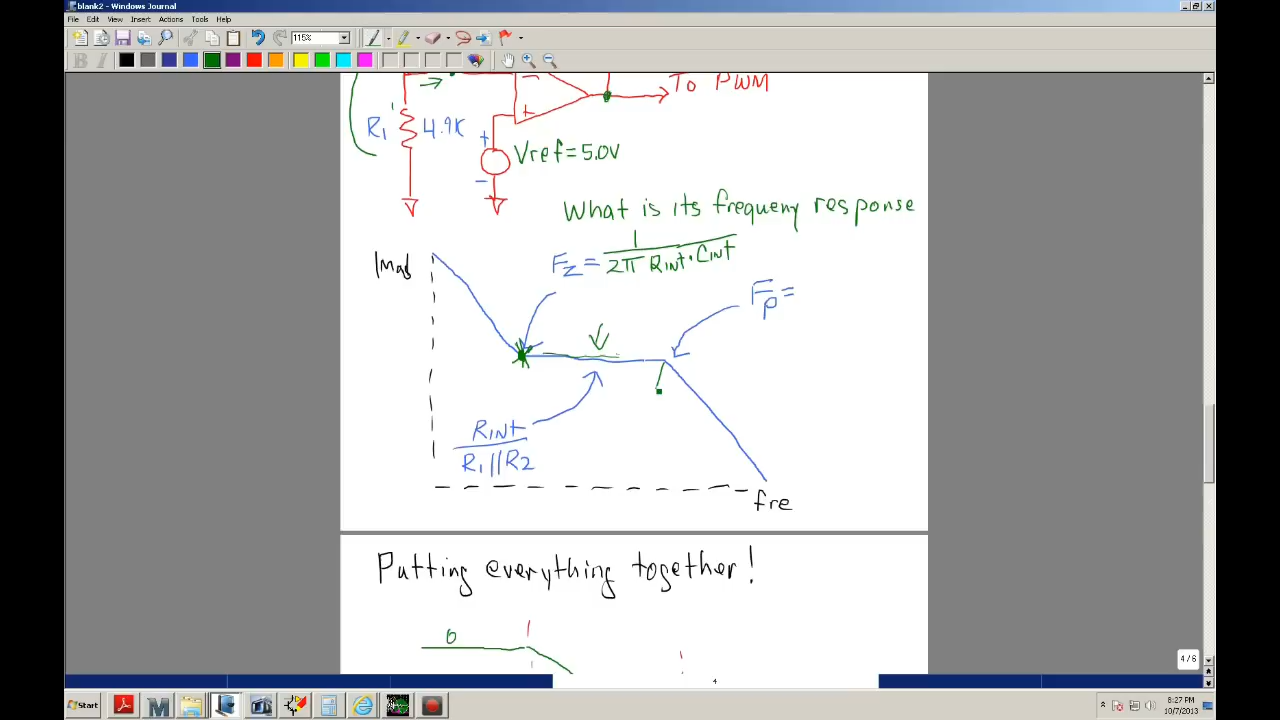 blank2 - Windows Journal
File Edit View Insert Actions Tools Help
115%
B I
To PWM
R1' 4.9K
+
-
+
-
Vref = 5.0V
What is its frequeny response
Fz = 1 / 2π RINt · CINt
Fp =
RINt / R1 // R2
fre
Putting everything together!
0
4/6
4
Start
8:27 PM
10/7/2013